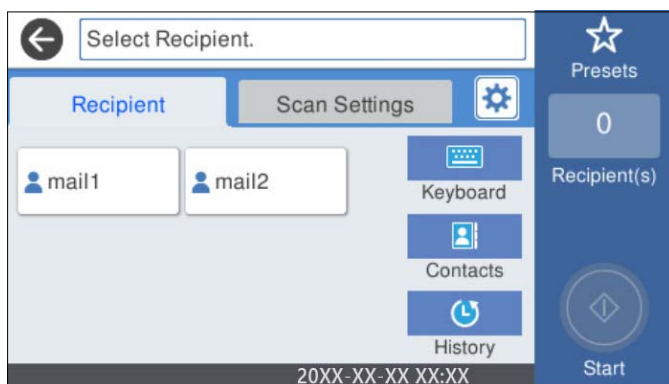 Select Recipient.
Presets
Recipient
Scan Settings
0
Recipient(s)
mail1
mail2
Keyboard
Contacts
History
Start
20XX-XX-XX XX:XX